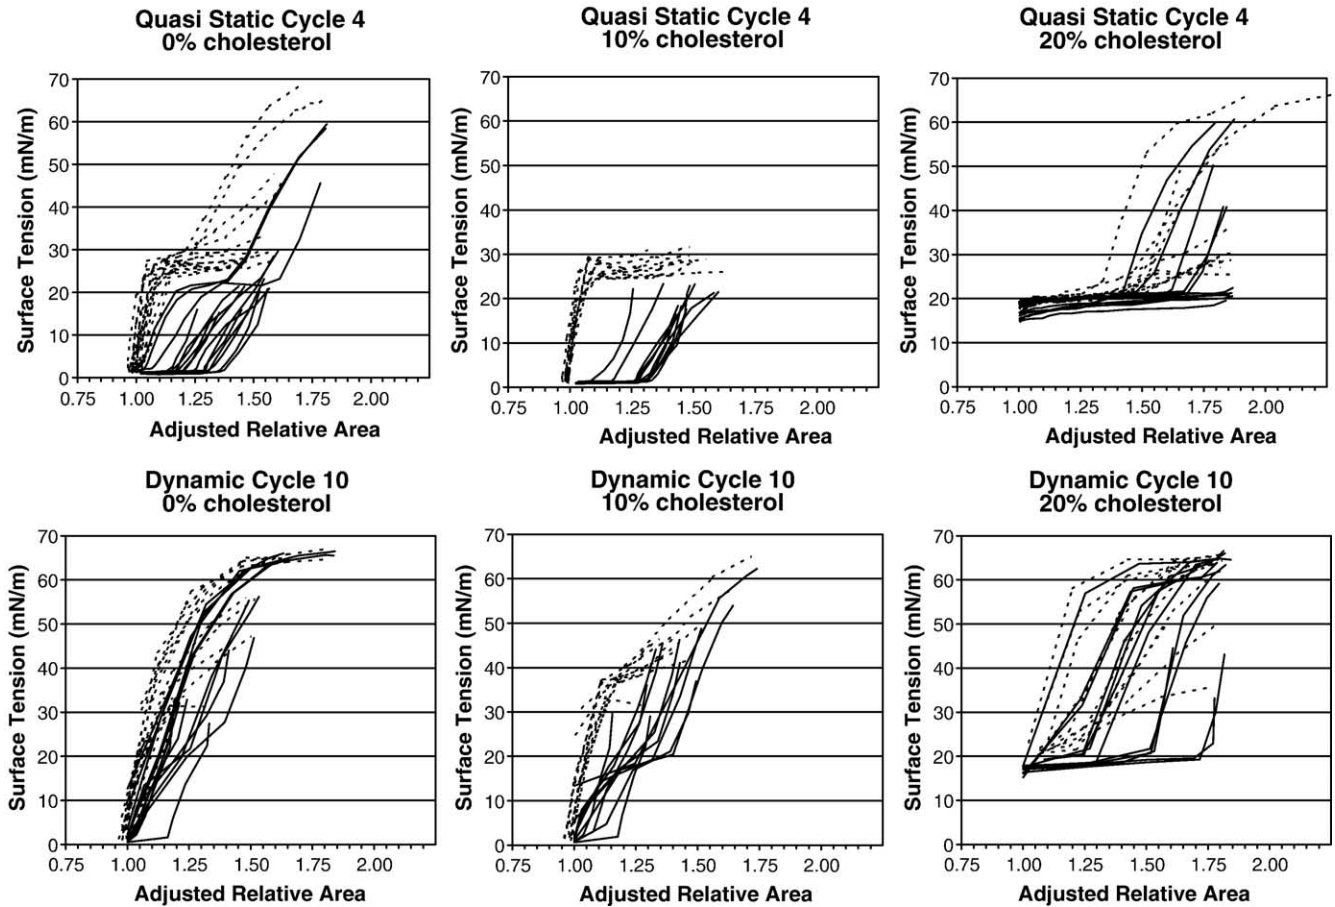 Quasi Static Cycle 4
0% cholesterol
70
60
50
40
30
20
10
0
Surface Tension (mN/m)
0.75 1.00 1.25 1.50 1.75 2.00
Adjusted Relative Area
Quasi Static Cycle 4
10% cholesterol
70
60
50
40
30
20
10
0
Surface Tension (mN/m)
0.75 1.00 1.25 1.50 1.75 2.00
Adjusted Relative Area
Quasi Static Cycle 4
20% cholesterol
70
60
50
40
30
20
10
0
Surface Tension (mN/m)
0.75 1.00 1.25 1.50 1.75 2.00
Adjusted Relative Area
Dynamic Cycle 10
0% cholesterol
70
60
50
40
30
20
10
0
Surface Tension (mN/m)
0.75 1.00 1.25 1.50 1.75 2.00
Adjusted Relative Area
Dynamic Cycle 10
10% cholesterol
70
60
50
40
30
20
10
0
Surface Tension (mN/m)
0.75 1.00 1.25 1.50 1.75 2.00
Adjusted Relative Area
Dynamic Cycle 10
20% cholesterol
70
60
50
40
30
20
10
0
Surface Tension (mN/m)
0.75 1.00 1.25 1.50 1.75 2.00
Adjusted Relative Area